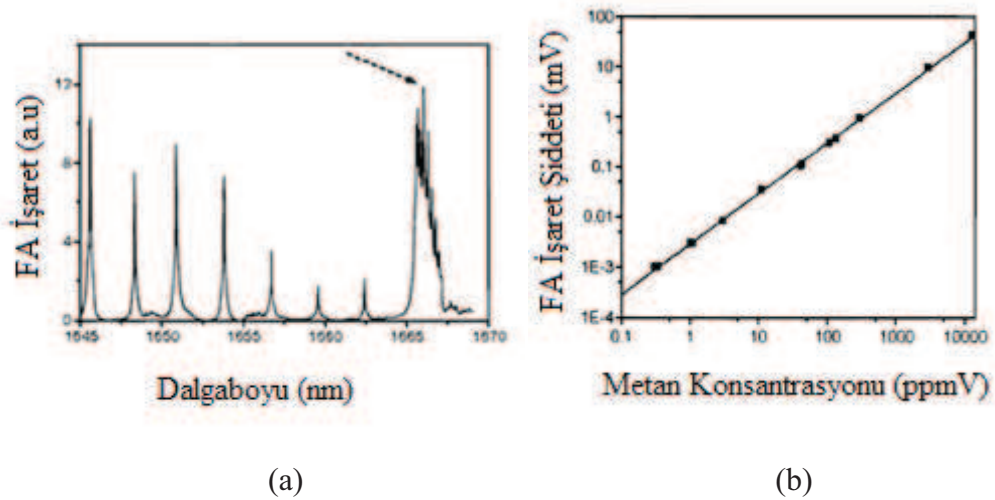 FA İşaret (a.u)
12
8
4
0
1645
1650
1655
1660
1665
1670
Dalgaboyu (nm)
(a)
FA İşaret Şiddeti (mV)
100
10
1
0.1
0.01
1E-3
1E-4
0.1
1
10
100
1000
10000
Metan Konsantrasyonu (ppmV)
(b)